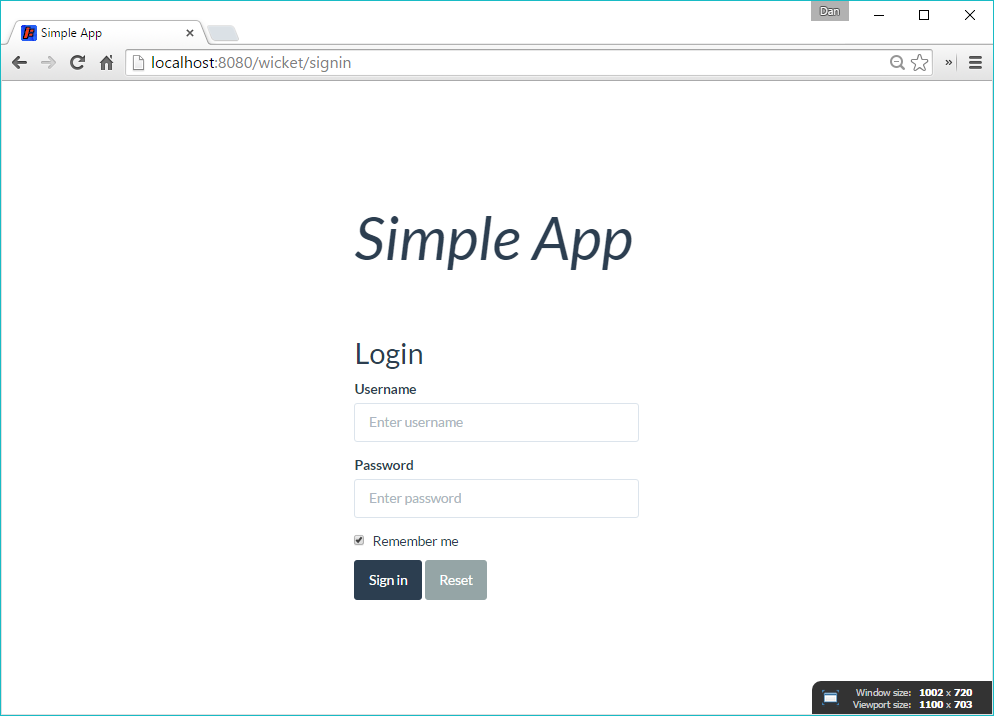 Dan
Simple App
localhost:8080/wicket/signin
»
Simple App
Login
Username
Enter username
Password
Enter password
Remember me
Sign in Reset
Window size: 1002 x 720
Viewport size: 1100 x 703